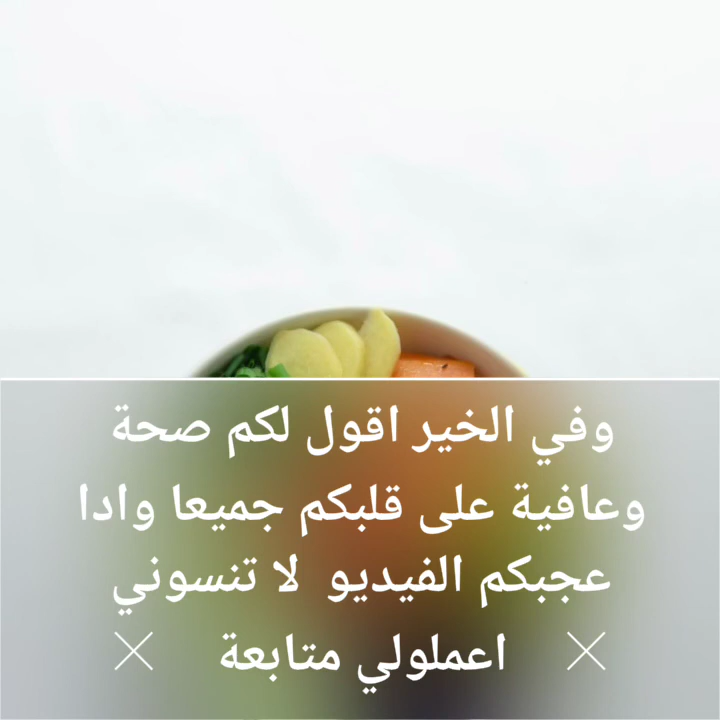 وفي الخير اقول لكم صحة
وعافية على قلبكم جميعا وادا
عجبكم الفيديو لا تنسوني
اعملولي متابعة